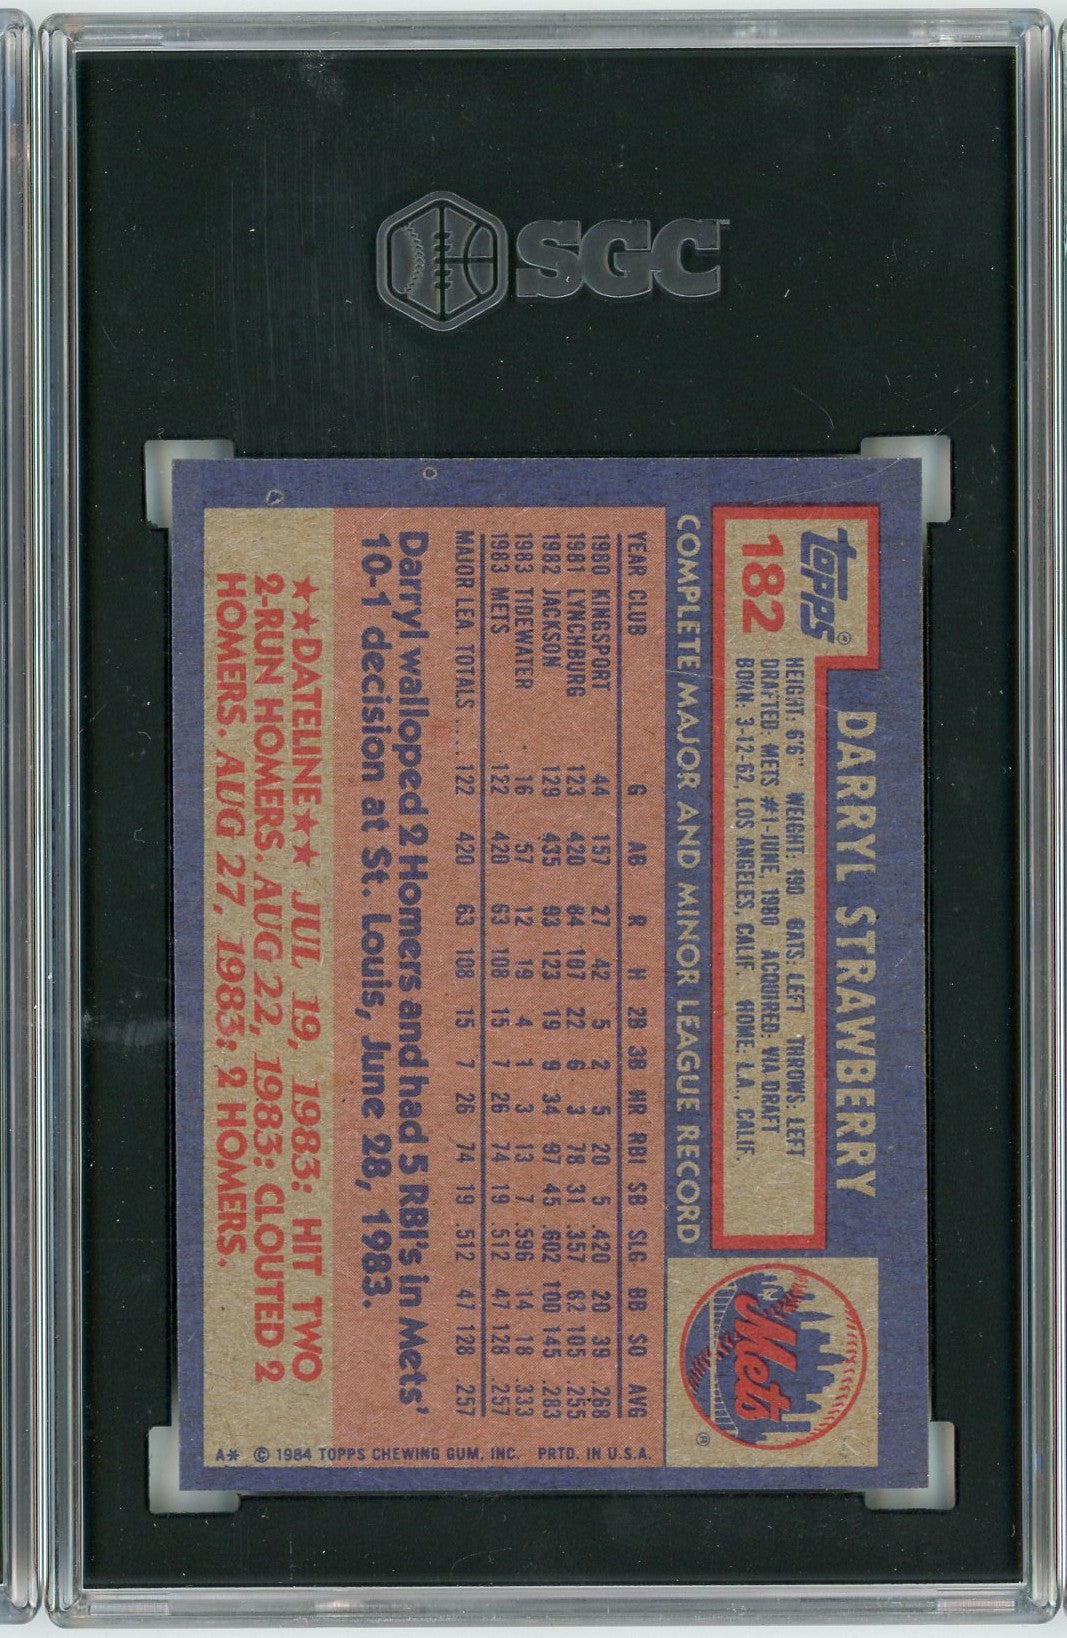 SGC
topps®
182
DARRYL STRAWBERRY
HEIGHT: 6'6" WEIGHT: 190 BATS: LEFT THROWS: LEFT
DRAFTED: METS #1-JUNE, 1980 ACQUIRED: VIA DRAFT
BORN: 3-12-62, LOS ANGELES, CALIF. HOME: L.A., CALIF.
Mets
®
COMPLETE MAJOR AND MINOR LEAGUE RECORD
YEAR CLUB G AB R H 2B 3B HR RBI SB SLG BB SO AVG
1980 KINGSPORT 44 157 27 42 5 2 5 20 5 .420 20 39 .268
1981 LYNCHBURG 123 420 84 107 22 6 3 78 31 .357 82 105 .255
1982 JACKSON 129 435 93 123 19 9 34 97 45 .602 100 145 .283
1983 TIDEWATER 16 57 12 19 4 1 3 13 7 .596 14 18 .333
1983 METS 122 420 63 108 15 7 26 74 19 .512 47 128 .257
MAJOR LEA. TOTALS .... 122 420 63 108 15 7 26 74 19 .512 47 128 .257
Darryl walloped 2 Homers and had 5 RBI's in Mets'
10-1 decision at St. Louis, June 28, 1983.
★★DATELINE★★ JUL 19, 1983: HIT TWO
2-RUN HOMERS. AUG 22, 1983: CLOUTED 2
HOMERS. AUG 27, 1983: 2 HOMERS.
A* © 1984 TOPPS CHEWING GUM, INC. PRTD. IN U.S.A.